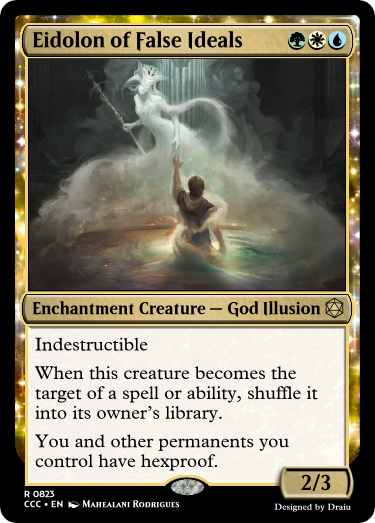 Eidolon of False Ideals
Enchantment Creature — God Illusion
Indestructible
When this creature becomes the
target of a spell or ability, shuffle it
into its owner's library.
You and other permanents you
control have hexproof.
2/3
R 0823
CCC • EN Mahealani Rodrigues
Designed by Draiu